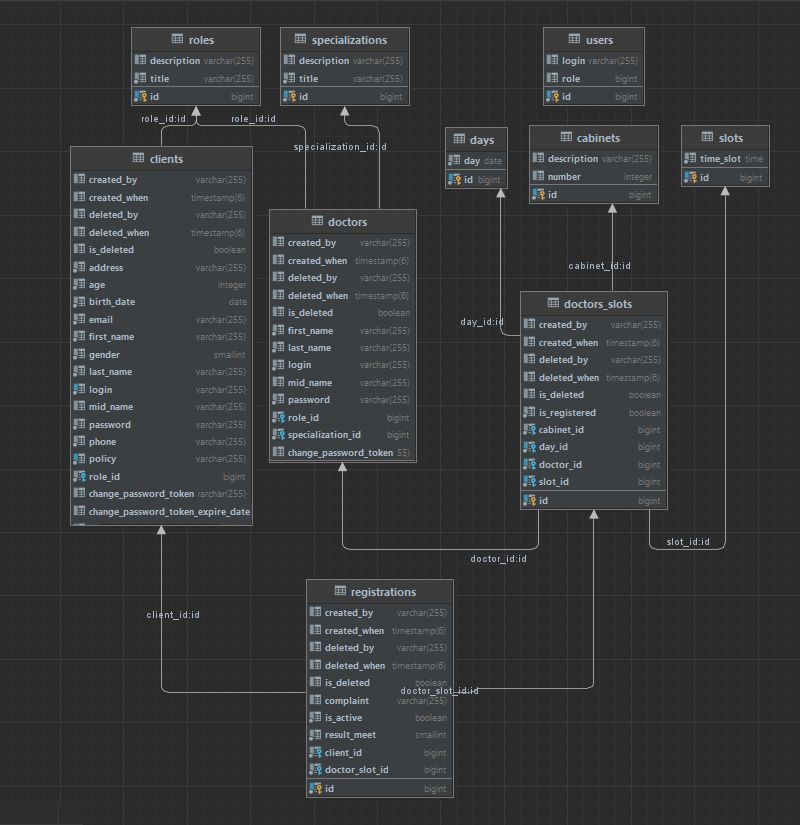 roles
description varchar(255)
title varchar(255)
id bigint
specializations
description varchar(255)
title varchar(255)
id bigint
users
login varchar(255)
role bigint
id bigint
role_id:id
role_id:id
specialization_id:id
days
day date
id bigint
cabinets
description varchar(255)
number integer
id bigint
slots
time_slot time
id bigint
clients
created_by varchar(255)
created_when timestamp(6)
deleted_by varchar(255)
deleted_when timestamp(6)
is_deleted boolean
address varchar(255)
age integer
birth_date date
email varchar(255)
first_name varchar(255)
gender smallint
last_name varchar(255)
login varchar(255)
mid_name varchar(255)
password varchar(255)
phone varchar(255)
policy varchar(255)
role_id bigint
change_password_token varchar(255)
change_password_token_expire_date
doctors
created_by varchar(255)
created_when timestamp(6)
deleted_by varchar(255)
deleted_when timestamp(6)
is_deleted boolean
first_name varchar(255)
last_name varchar(255)
login varchar(255)
mid_name varchar(255)
password varchar(255)
role_id bigint
specialization_id bigint
change_password_token 55)
cabinet_id:id
day_id:id
doctors_slots
created_by varchar(255)
created_when timestamp(6)
deleted_by varchar(255)
deleted_when timestamp(6)
is_deleted boolean
is_registered boolean
cabinet_id bigint
day_id bigint
doctor_id bigint
slot_id bigint
id bigint
slot_id:id
doctor_id:id
client_id:id
registrations
created_by varchar(255)
created_when timestamp(6)
deleted_by varchar(255)
deleted_when timestamp(6)
is_deleted boolean
doctor_slot_id:id
complaint varchar(255)
is_active boolean
result_meet smallint
client_id bigint
doctor_slot_id bigint
id bigint